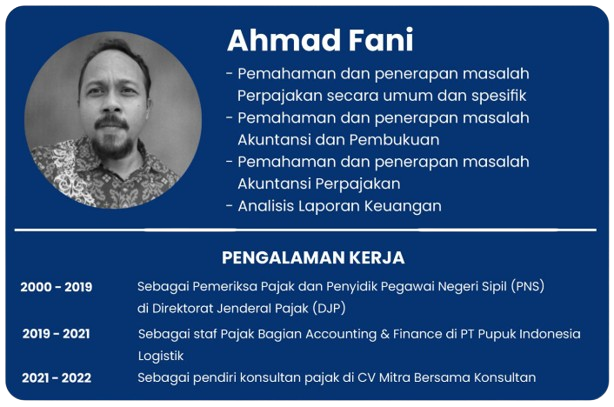 Ahmad Fani
- Pemahaman dan penerapan masalah
Perpajakan secara umum dan spesifik
- Pemahaman dan penerapan masalah
Akuntansi dan Pembukuan
- Pemahaman dan penerapan masalah
Akuntansi Perpajakan
- Analisis Laporan Keuangan
PENGALAMAN KERJA
2000 - 2019 Sebagai Pemeriksa Pajak dan Penyidik Pegawai Negeri Sipil (PNS)
di Direktorat Jenderal Pajak (DJP)
2019 - 2021 Sebagai staf Pajak Bagian Accounting & Finance di PT Pupuk Indonesia
Logistik
2021 - 2022 Sebagai pendiri konsultan pajak di CV Mitra Bersama Konsultan